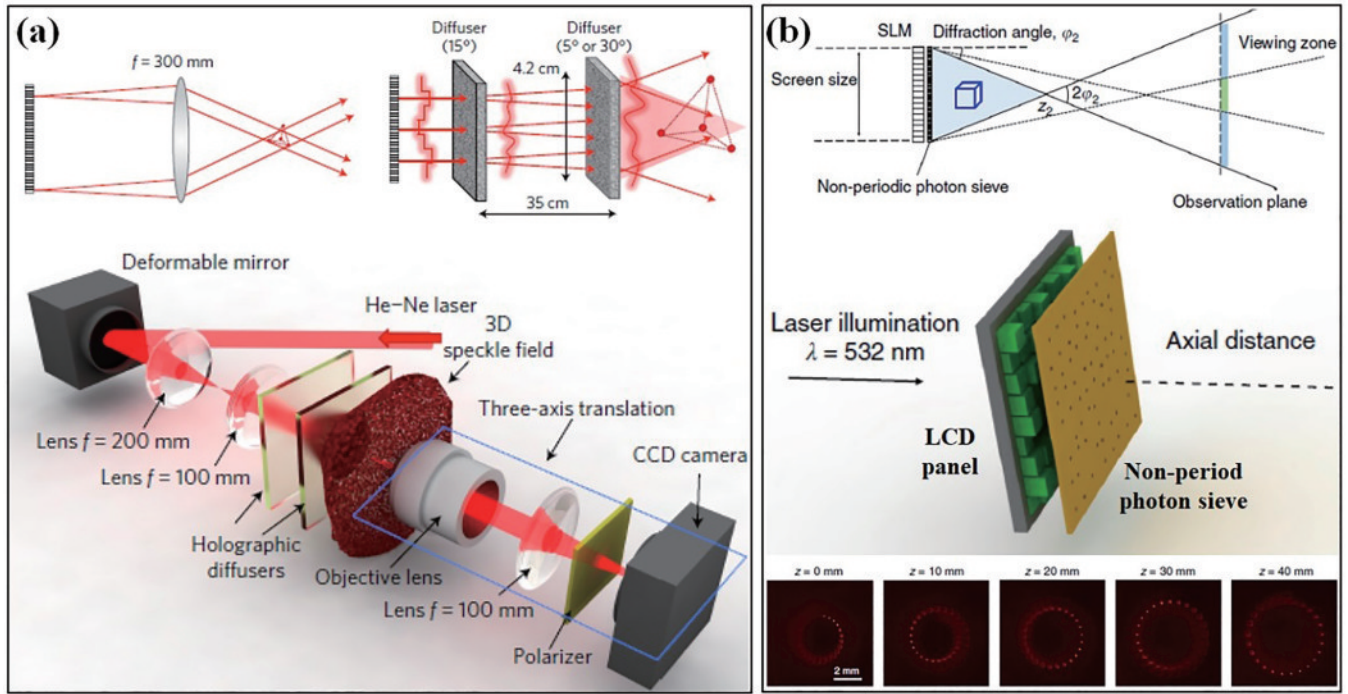 (a)
f = 300 mm
Diffuser
(15°)
Diffuser
(5° or 30°)
4.2 cm
35 cm
Deformable mirror
He–Ne laser
3D
speckle field
Three-axis translation
CCD camera
Lens f = 200 mm
Lens f = 100 mm
Holographic
diffusers
Objective lens
Lens f = 100 mm
Polarizer
(b)
SLM
Diffraction angle, φ₂
Viewing zone
Screen size
2φ₂
z₂
Non-periodic photon sieve
Observation plane
Laser illumination
λ = 532 nm
Axial distance
LCD
panel
Non-period
photon sieve
z = 0 mm
z = 10 mm
z = 20 mm
z = 30 mm
z = 40 mm
2 mm